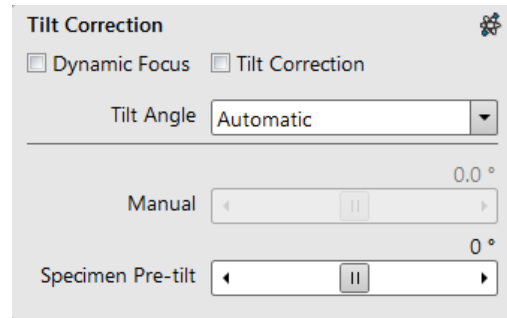 Tilt Correction
Dynamic Focus Tilt Correction
Tilt Angle Automatic
0.0 °
Manual
0 °
Specimen Pre-tilt